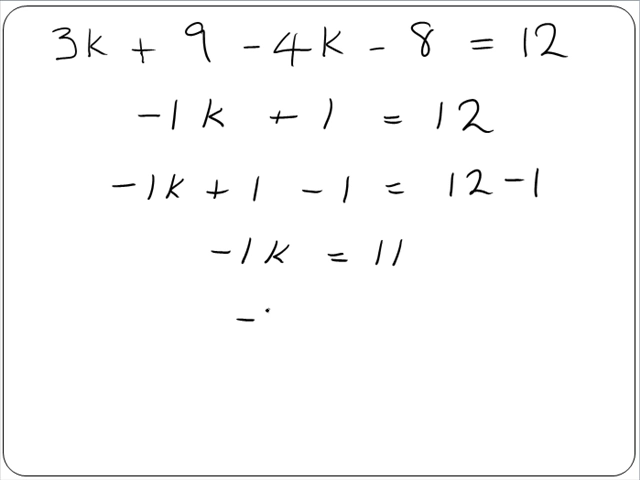 3k + 9 - 4k - 8 = 12
-1k + 1 = 12
-1k + 1 - 1 = 12 - 1
-1k = 11
-